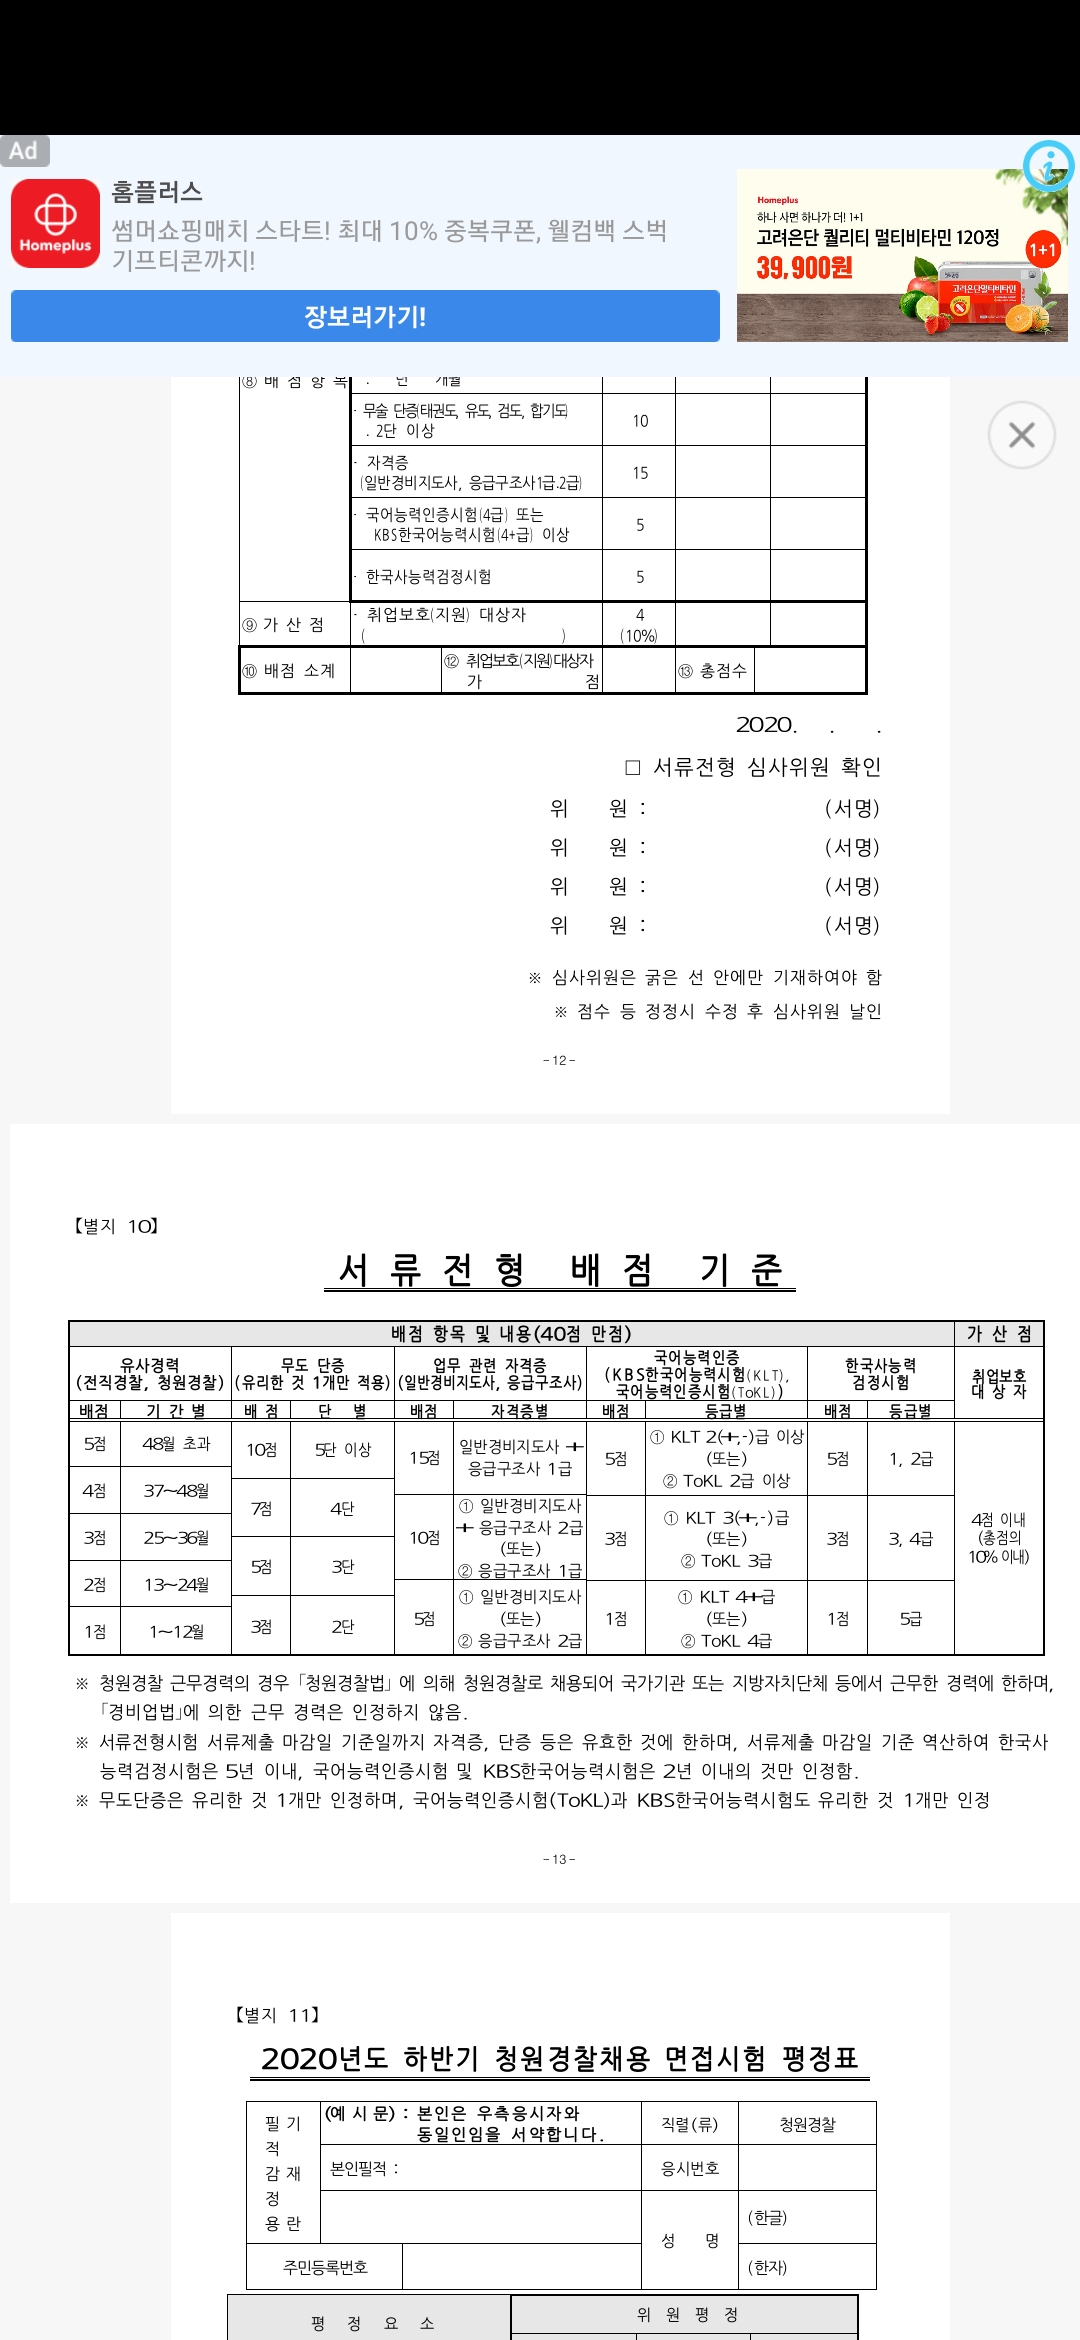 Ad
홈플러스
썸머쇼핑매치 스타트! 최대 10% 중복쿠폰, 웰컴백 스벅
기프티콘까지!
장보러가기!
Homeplus
Homeplus
하나 사면 하나가 더! 1+1
고려은단 퀄리티 멀티비타민 120정
39,900원
1+1
고려은단멀티비타민
⑧ 배 점 항 목
. 년 개월
· 무술 단증(태권도, 유도, 검도, 합기도)
. 2단 이상
10
· 자격증
(일반경비지도사, 응급구조사1급.2급)
15
· 국어능력인증시험(4급) 또는
KBS한국어능력시험(4+급) 이상
5
· 한국사능력검정시험
5
⑨ 가 산 점
· 취업보호(지원) 대상자
( )
4
(10%)
⑩ 배점 소계
⑫ 취업보호(지원)대상자
가 점
⑬ 총점수
2020. . .
□ 서류전형 심사위원 확인
위 원 : (서명)
위 원 : (서명)
위 원 : (서명)
위 원 : (서명)
※ 심사위원은 굵은 선 안에만 기재하여야 함
※ 점수 등 정정시 수정 후 심사위원 날인
- 12 -
【별지 10】
서 류 전 형 배 점 기 준
배점 항목 및 내용(40점 만점)
가 산 점
유사경력
(전직경찰, 청원경찰)
무도 단증
(유리한 것 1개만 적용)
업무 관련 자격증
(일반경비지도사, 응급구조사)
국어능력인증
(KBS한국어능력시험(KLT),
국어능력인증시험(ToKL))
한국사능력
검정시험
취업보호
대 상 자
배점 기 간 별 배 점 단 별 배점 자격증별 배점 등급별 배점 등급별
5점 48월 초과
4점 37~48월
3점 25~36월
2점 13~24월
1점 1~12월
10점 5단 이상
7점 4단
5점 3단
3점 2단
15점
일반경비지도사 +
응급구조사 1급
10점
① 일반경비지도사
+ 응급구조사 2급
(또는)
② 응급구조사 1급
5점
① 일반경비지도사
(또는)
② 응급구조사 2급
5점
① KLT 2(+,-)급 이상
(또는)
② ToKL 2급 이상
3점
① KLT 3(+,-)급
(또는)
② ToKL 3급
1점
① KLT 4+급
(또는)
② ToKL 4급
5점 1, 2급
3점 3, 4급
1점 5급
4점 이내
(총점의
10% 이내)
※ 청원경찰 근무경력의 경우 「청원경찰법」에 의해 청원경찰로 채용되어 국가기관 또는 지방자치단체 등에서 근무한 경력에 한하며,
「경비업법」에 의한 근무 경력은 인정하지 않음.
※ 서류전형시험 서류제출 마감일 기준일까지 자격증, 단증 등은 유효한 것에 한하며, 서류제출 마감일 기준 역산하여 한국사
능력검정시험은 5년 이내, 국어능력인증시험 및 KBS한국어능력시험은 2년 이내의 것만 인정함.
※ 무도단증은 유리한 것 1개만 인정하며, 국어능력인증시험(ToKL)과 KBS한국어능력시험도 유리한 것 1개만 인정
- 13 -
【별지 11】
2020년도 하반기 청원경찰채용 면접시험 평정표
필 기
적
감 재
정
용 란
(예 시 문) : 본인은 우측응시자와
동일인임을 서약합니다.
본인필적 :
직렬(류)
청원경찰
응시번호
성 명
(한글)
(한자)
주민등록번호
평 정 요 소
위 원 평 정